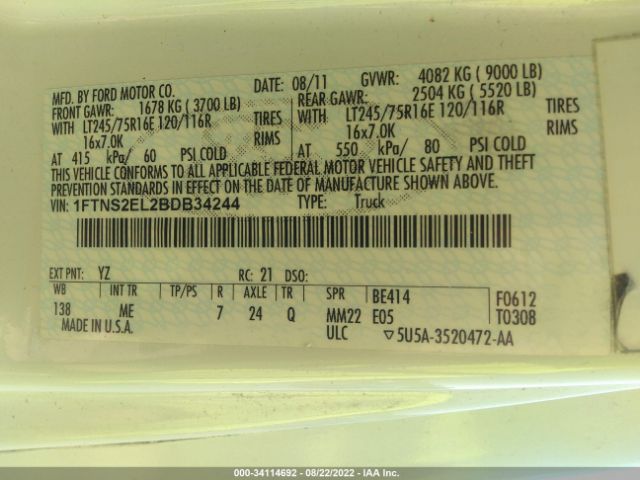 MFD. BY FORD MOTOR CO.
DATE: 08/11 GVWR: 4082 KG ( 9000 LB)
FRONT GAWR: 1678 KG ( 3700 LB) REAR GAWR: 2504 KG ( 5520 LB)
WITH LT245/75R16E 120/116R TIRES WITH LT245/75R16E 120/116R TIRES
16x7.0K RIMS 16x7.0K RIMS
AT 415 kPa/ 60 PSI COLD AT 550 kPa/ 80 PSI COLD
THIS VEHICLE CONFORMS TO ALL APPLICABLE FEDERAL MOTOR VEHICLE SAFETY AND THEFT
PREVENTION STANDARDS IN EFFECT ON THE DATE OF MANUFACTURE SHOWN ABOVE.
VIN: 1FTNS2EL2BDB34244 TYPE: Truck
EXT PNT: YZ RC: 21 DSO:
WB INT TR TP/PS R AXLE TR SPR BE414 F0612
138 ME 7 24 Q MM22 E05 T0308
MADE IN U.S.A. ULC ▽5U5A-3520472-AA
000-34114692 - 08/22/2022 - IAA Inc.